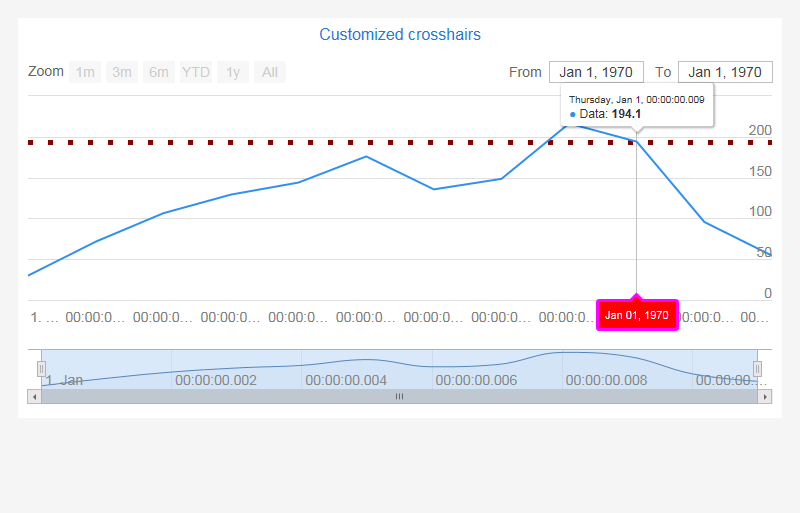 Customized crosshairs
Zoom 1m 3m 6m YTD 1y All From Jan 1, 1970 To Jan 1, 1970
Thursday, Jan 1, 00:00:00.009
● Data: 194.1
200
150
100
50
0
1. … 00:00:0… 00:00:0… 00:00:0… 00:00:0… 00:00:0… 00:00:0… 00:00:0… 00:00:0… 00:00:0… 00:…
Jan 01, 1970
1. Jan 00:00:00.002 00:00:00.004 00:00:00.006 00:00:00.008 00:00:00…